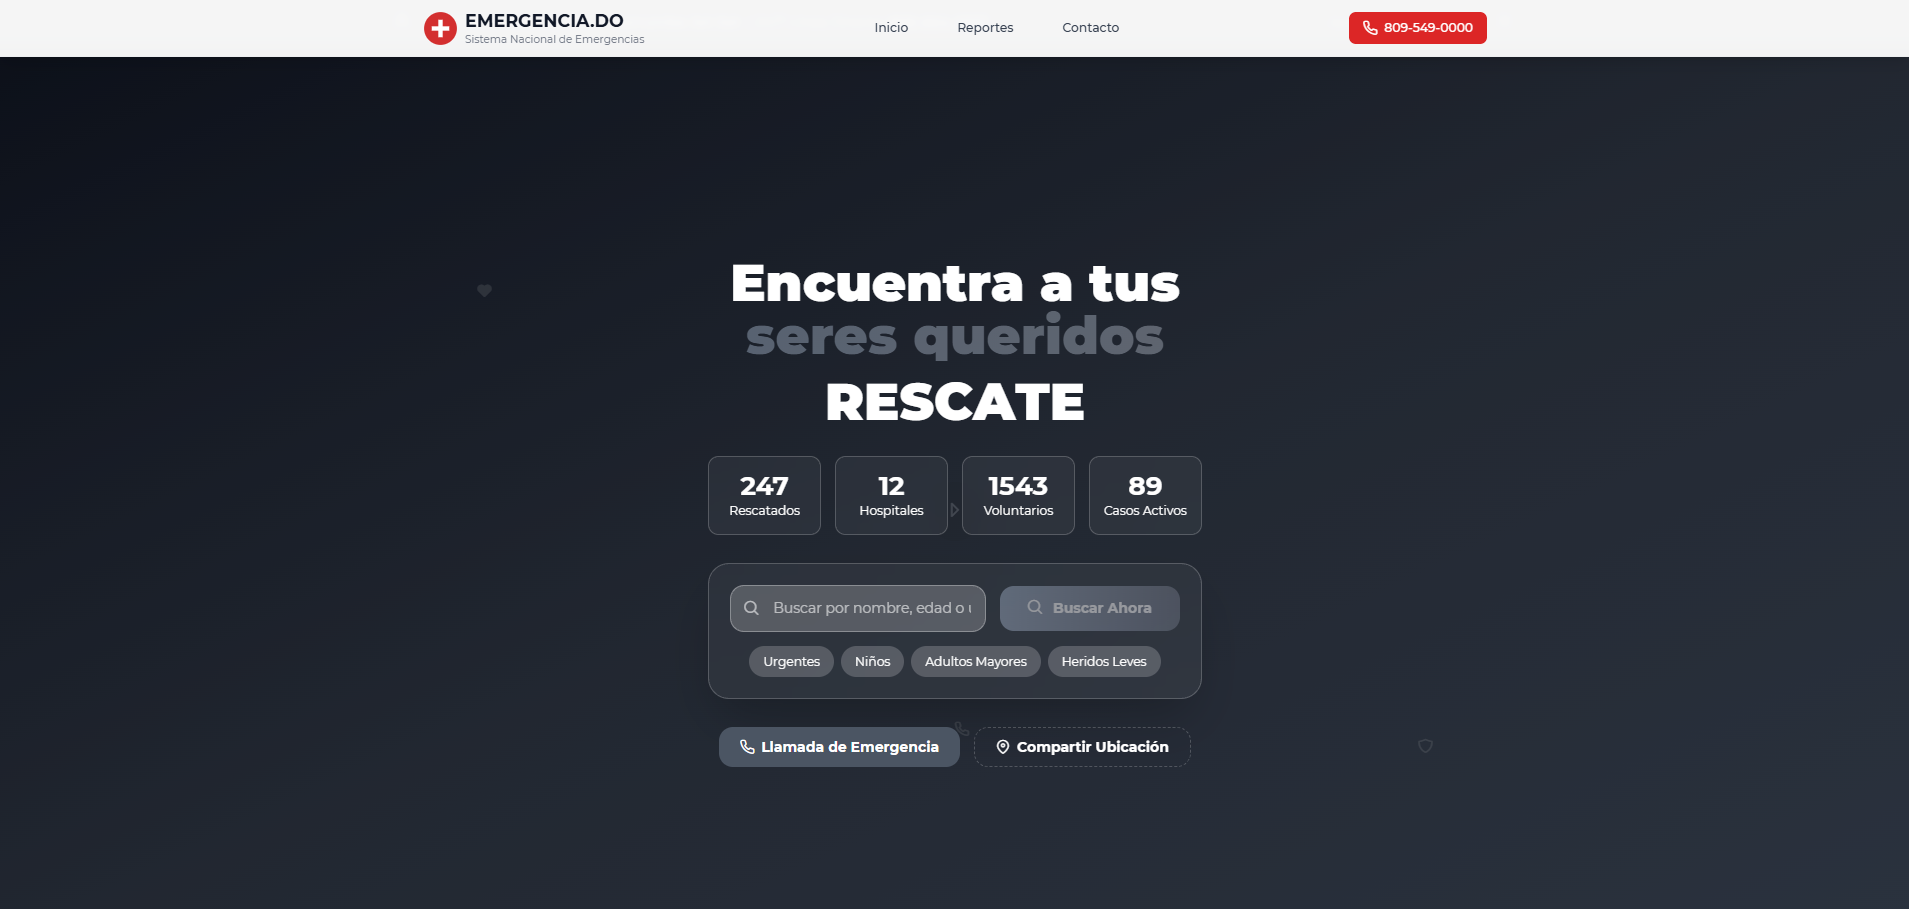 EMERGENCIA.DO
Sistema Nacional de Emergencias
Inicio
Reportes
Contacto
809-549-0000
Encuentra a tus
seres queridos
RESCATE
247
Rescatados
12
Hospitales
1543
Voluntarios
89
Casos Activos
Buscar por nombre, edad o
Buscar Ahora
Urgentes
Niños
Adultos Mayores
Heridos Leves
Llamada de Emergencia
Compartir Ubicación